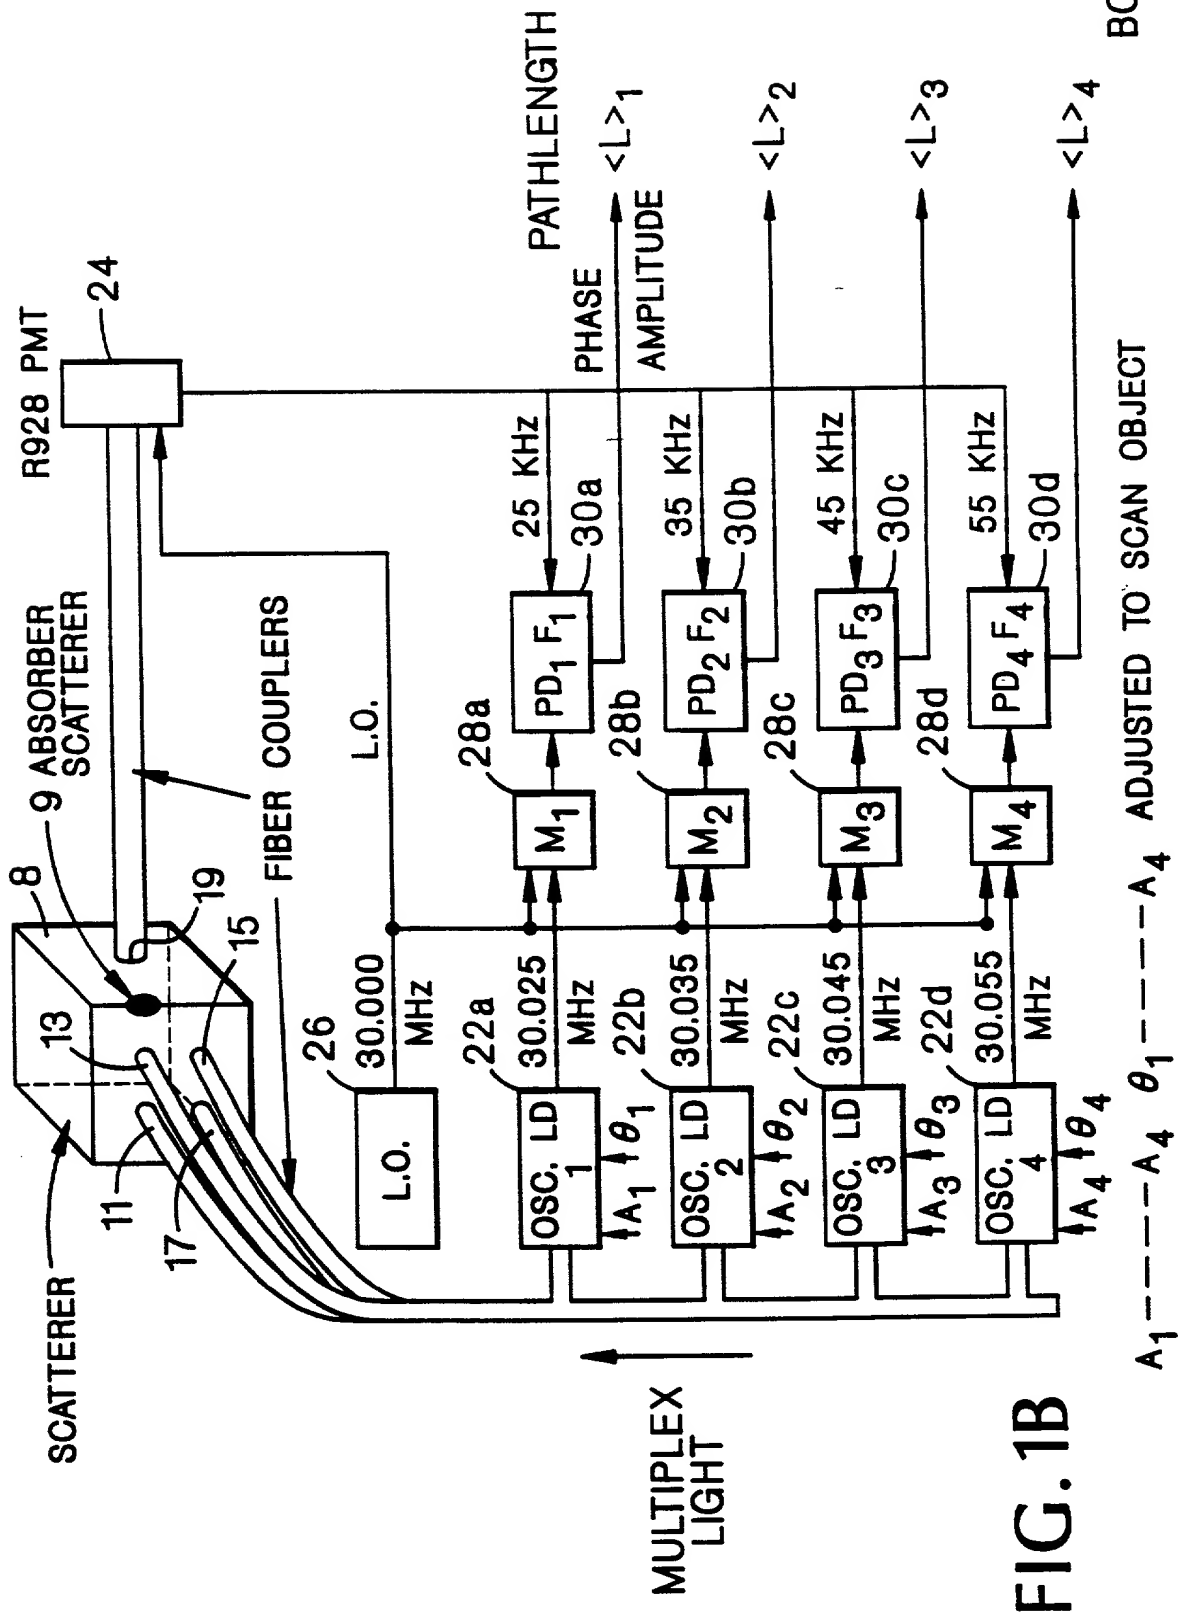 SCATTERER
11
13
17
15
8
9 ABSORBER
SCATTERER
19
FIBER COUPLERS
R928 PMT
24
26
L.O.
30.000
MHz
L.O.
MULTIPLEX
LIGHT
22a
OSC. LD
1
A1 θ1
30.025
MHz
28a
M1
PD1 F1
25 KHz
30a
PHASE
AMPLITUDE
PATHLENGTH
<L>1
22b
OSC. LD
2
A2 θ2
30.035
MHz
28b
M2
PD2 F2
35 KHz
30b
<L>2
22c
OSC. LD
3
A3 θ3
30.045
MHz
28c
M3
PD3 F3
45 KHz
30c
<L>3
22d
OSC. LD
4
A4 θ4
30.055
MHz
28d
M4
PD4 F4
55 KHz
30d
<L>4
FIG. 1B
A1-----A4 θ1-----A4 ADJUSTED TO SCAN OBJECT